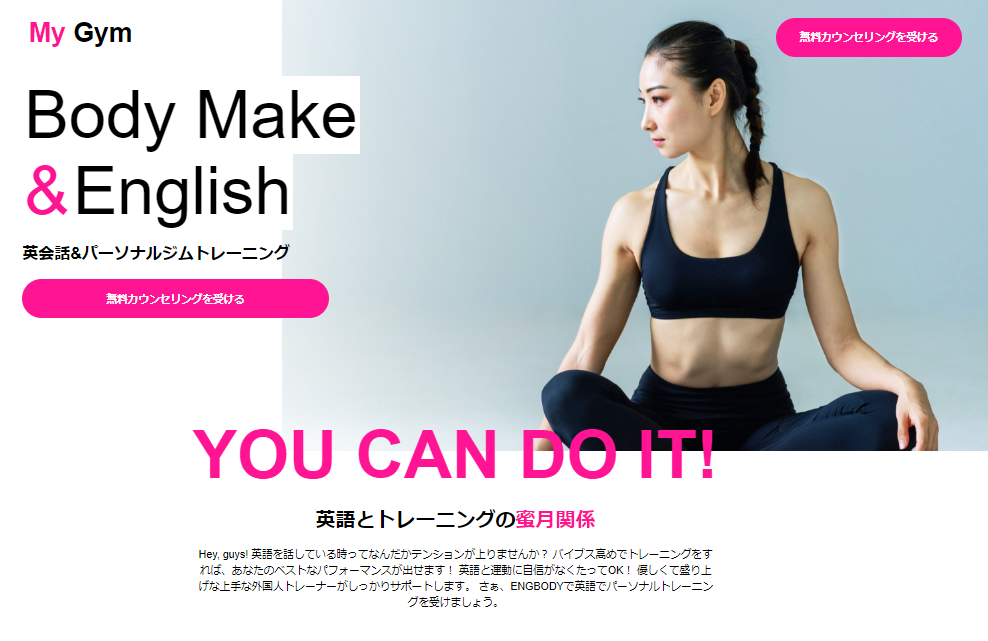 My Gym
無料カウンセリングを受ける
Body Make
&English
英会話&パーソナルジムトレーニング
無料カウンセリングを受ける
YOU CAN DO IT!
英語とトレーニングの蜜月関係
Hey, guys! 英語を話している時ってなんだかテンションが上りませんか？ バイブス高めでトレーニングをす
れば、あなたのベストなパフォーマンスが出せます！ 英語と運動に自信がなくたってOK！ 優しくて盛り上
げな上手な外国人トレーナーがしっかりサポートします。 さぁ、ENGBODYで英語でパーソナルトレーニン
グを受けましょう。